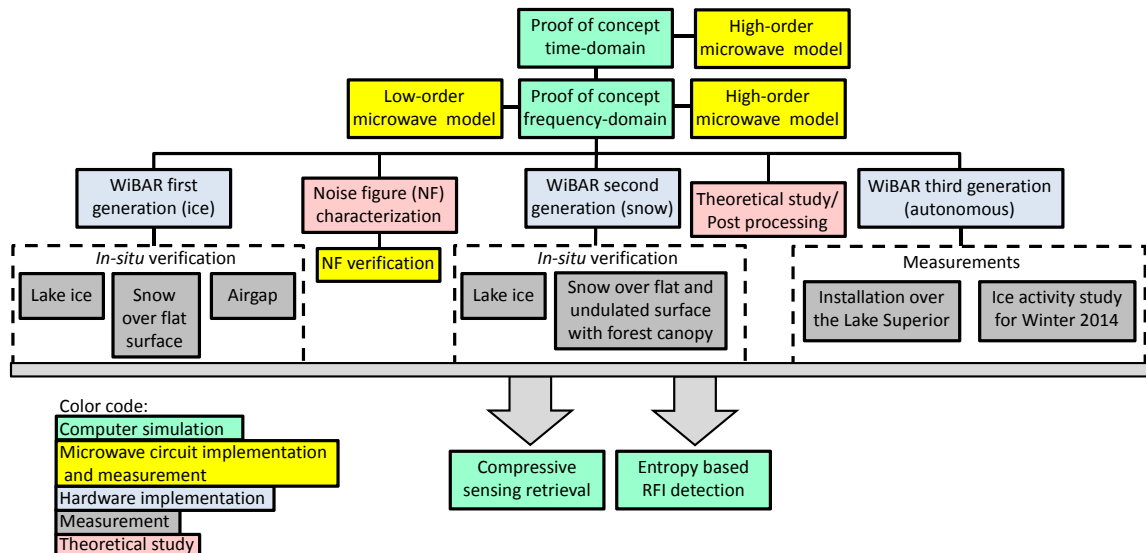 Proof of concept
time-domain
High-order
microwave model
Low-order
microwave model
Proof of concept
frequency-domain
High-order
microwave model
WiBAR first
generation (ice)
Noise figure (NF)
characterization
WiBAR second
generation (snow)
Theoretical study/
Post processing
WiBAR third generation
(autonomous)
In-situ verification
Lake ice
Snow
over flat
surface
Airgap
NF verification
In-situ verification
Lake ice
Snow over flat and
undulated surface
with forest canopy
Measurements
Installation over
the Lake Superior
Ice activity study
for Winter 2014
Color code:
Computer simulation
Microwave circuit implementation
and measurement
Hardware implementation
Measurement
Theoretical study
Compressive
sensing retrieval
Entropy based
RFI detection